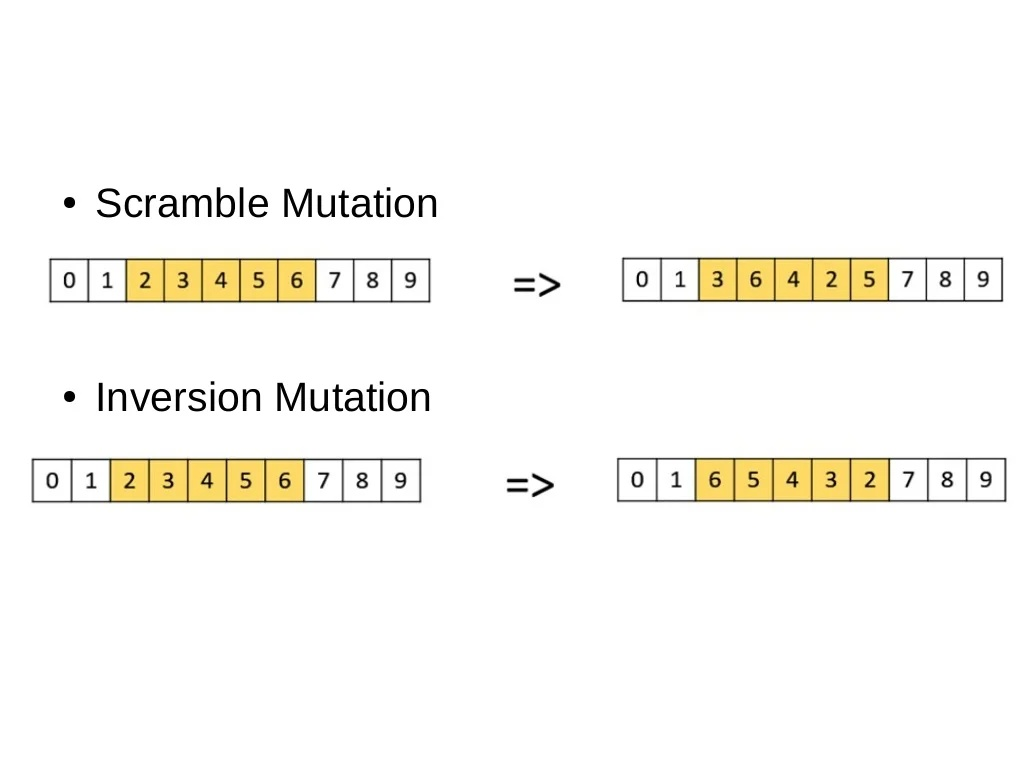 • Scramble Mutation
0 1 2 3 4 5 6 7 8 9 => 0 1 3 6 4 2 5 7 8 9
• Inversion Mutation
0 1 2 3 4 5 6 7 8 9 => 0 1 6 5 4 3 2 7 8 9